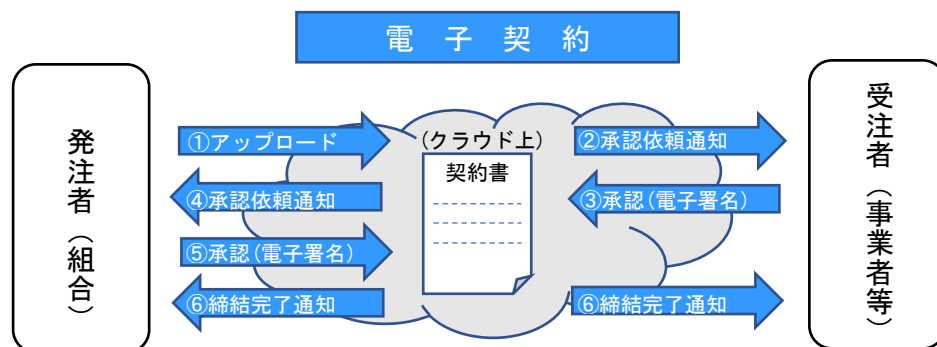 電子契約
発注者（組合）
①アップロード
(クラウド上)
契約書
②承認依頼通知
④承認依頼通知
③承認(電子署名)
⑤承認(電子署名)
⑥締結完了通知
⑥締結完了通知
受注者（事業者等）